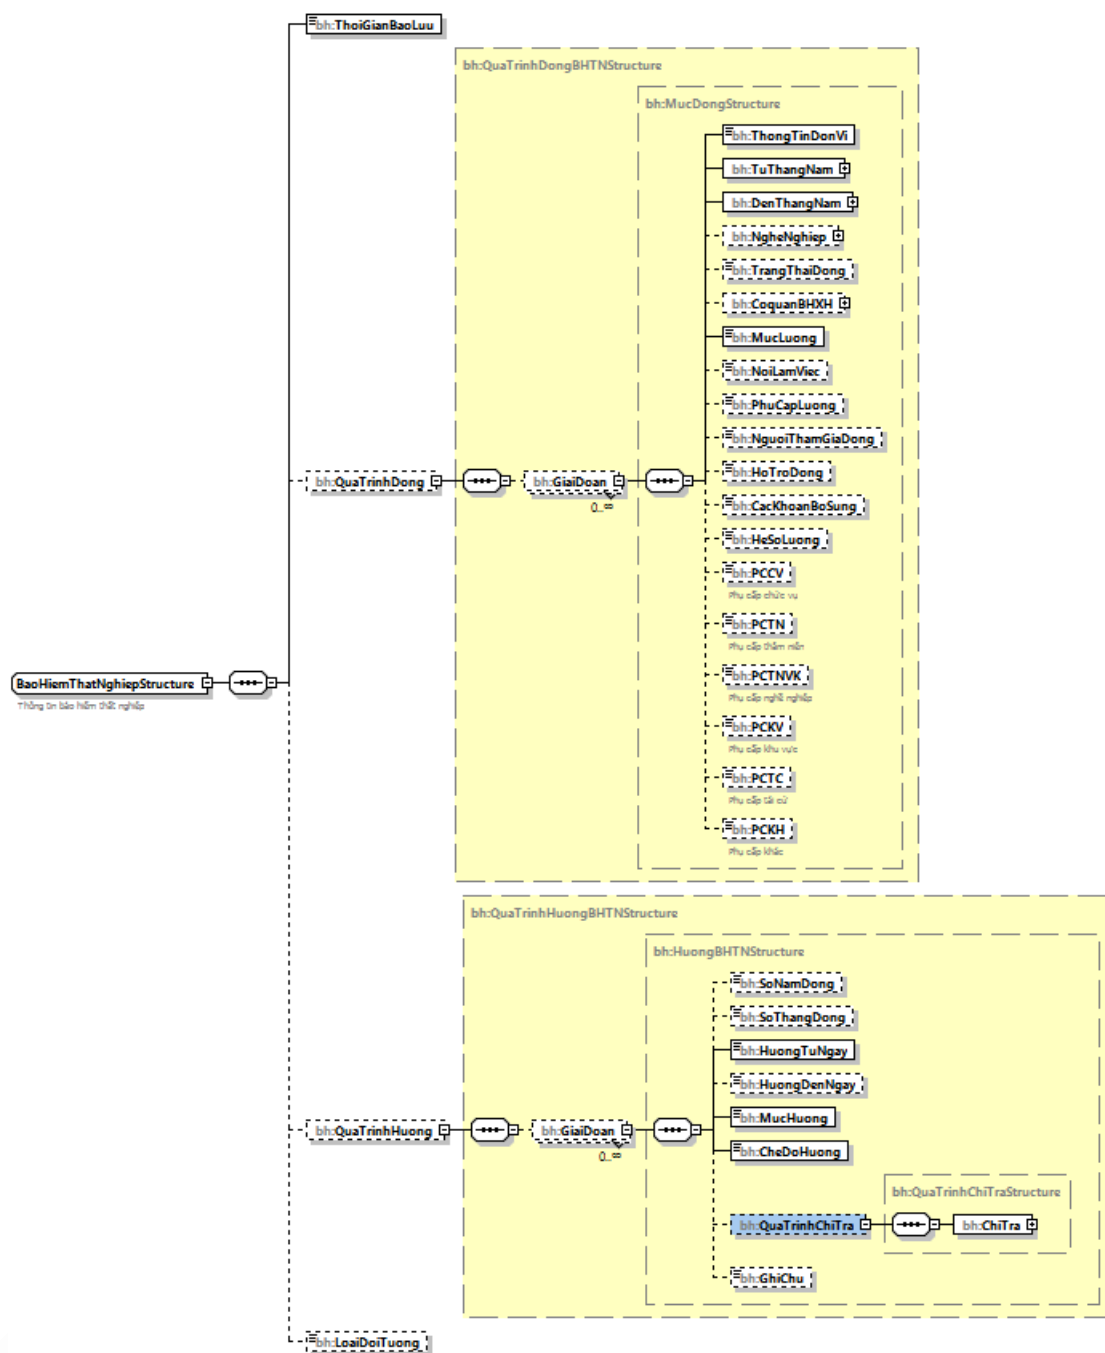 bh:ThoiGianBaoLuu
bh:QuaTrinhDongBHTNStructure
bh:MucDongStructure
bh:ThongTinDonVi
bh:TuThangNam
bh:DenThangNam
bh:NgheNghiep
bh:TrangThaiDong
bh:CoquanBHXH
bh:MucLuong
bh:NoiLamViec
bh:PhuCapLuong
bh:NguoiThamGiaDong
bh:HoTroDong
bh:QuaTrinhDong
bh:GiaiDoan
0..∞
bh:CacKhoanBoSung
bh:HeSoLuong
bh:PCCV
Phụ cấp chức vụ
bh:PCTN
Phụ cấp thâm niên
bh:PCTNVK
Phụ cấp nghề nghiệp
bh:PCKV
Phụ cấp khu vực
bh:PCTC
Phụ cấp tái cử
bh:PCKH
Phụ cấp khác
BaoHiemThatNghiepStructure
Thông tin bảo hiểm thất nghiệp
bh:QuaTrinhHuongBHTNStructure
bh:HuongBHTNStructure
bh:SoNamDong
bh:SoThangDong
bh:HuongTuNgay
bh:HuongDenNgay
bh:MucHuong
bh:QuaTrinhHuong
bh:GiaiDoan
0..∞
bh:CheDoHuong
bh:QuaTrinhChiTraStructure
bh:QuaTrinhChiTra
bh:ChiTra
bh:GhiChu
bh:LoaiDoiTuong